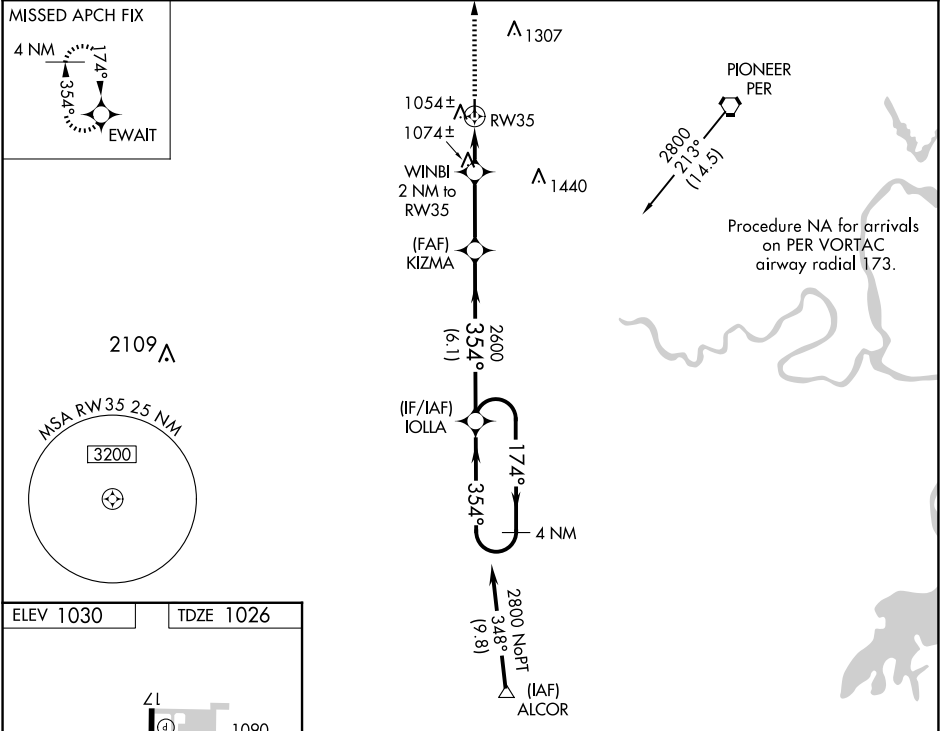 MISSED APCH FIX
4 NM
174°
354°
EWAIT
1307
PIONEER
PER
1054±
RW35
1074±
2800
213°
(14.5)
WINBI
2 NM to
RW35
1440
Procedure NA for arrivals
on PER VORTAC
airway radial 173.
(FAF)
KIZMA
2600
354°
(6.1)
2109
MSA RW35 25 NM
3200
(IF/IAF)
IOLLA
174°
354°
4 NM
2800 NoPT
348°
(9.8)
(IAF)
ALCOR
ELEV 1030
TDZE 1026
17
P
1090